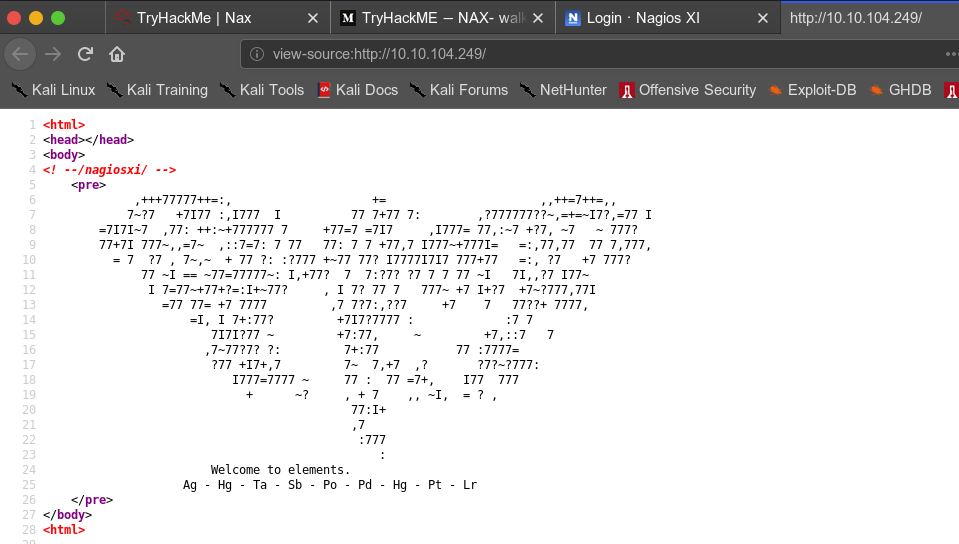 TryHackMe | Nax
TryHackME — NAX- wal
Login · Nagios XI
http://10.10.104.249/
view-source:http://10.10.104.249/
Kali Linux Kali Training Kali Tools Kali Docs Kali Forums NetHunter Offensive Security Exploit-DB GHDB
1 <html>
2 <head></head>
3 <body>
4 <! --/nagiosxi/ -->
5 <pre>
6 ,+++77777++=:, += ,,++=7++=,,
7 7~?7 +7I77 :,I777 I 77 7+77 7: ,?777777??~,=+=~I7?,=77 I
8 =7I7I~7 ,77: ++:~+777777 7 +77=7 =7I7 ,I777= 77,:~7 +?7, ~7 ~ 777?
9 77+7I 777~,,=7~ ,::7=7: 7 77 77: 7 7 +77,7 I777~+777I= =:,77,77 77 7,777,
10 = 7 ?7 , 7~,~ + 77 ?: :?777 +~77 77? I7777I7I7 777+77 =:, ?7 +7 777?
11 77 ~I == ~77=77777~: I,+77? 7 7:?7? ?7 7 7 77 ~I 7I,,?7 I77~
12 I 7=77~+77+?=:I+~77? , I 7? 77 7 777~ +7 I+?7 +7~?777,77I
13 =77 77= +7 7777 ,7 7?7:,??7 +7 7 77??+ 7777,
14 =I, I 7+:77? +7I7?7777 : :7 7
15 7I7I?77 ~ +7:77, ~ +7,::7 7
16 ,7~77?7? ?: 7+:77 77 :7777=
17 ?77 +I7+,7 7~ 7,+7 ,? ?7?~?777:
18 I777=7777 ~ 77 : 77 =7+, I77 777
19 + ~? , + 7 ,, ~I, = ? ,
20 77:I+
21 ,7
22 :777
23 :
24 Welcome to elements.
25 Ag - Hg - Ta - Sb - Po - Pd - Hg - Pt - Lr
26 </pre>
27 </body>
28 <html>